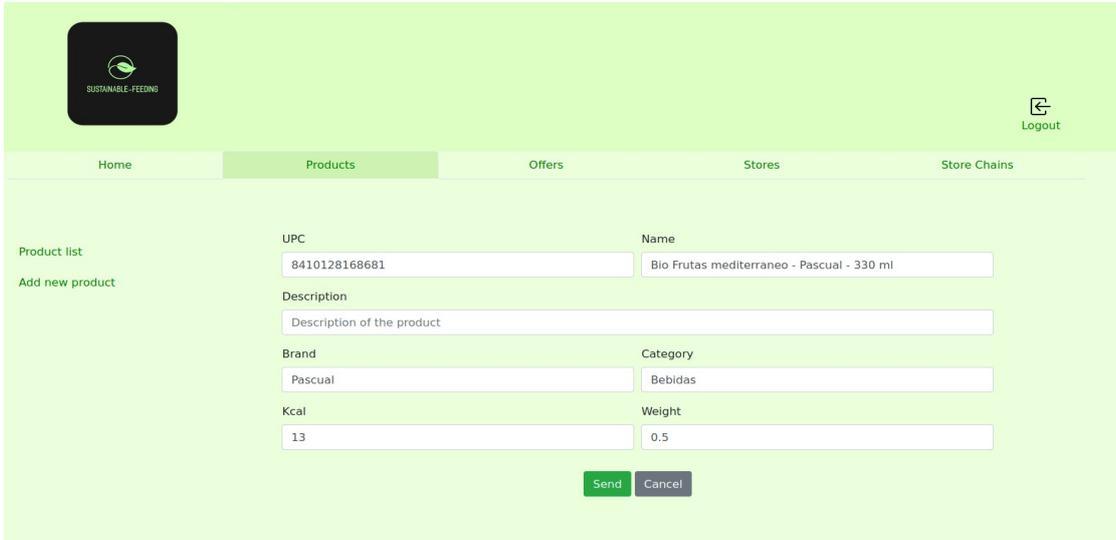 SUSTAINABLE-FEEDING
Logout
Home Products Offers Stores Store Chains
Product list
Add new product
UPC Name
8410128168681 Bio Frutas mediterraneo - Pascual - 330 ml
Description
Description of the product
Brand Category
Pascual Bebidas
Kcal Weight
13 0.5
Send Cancel